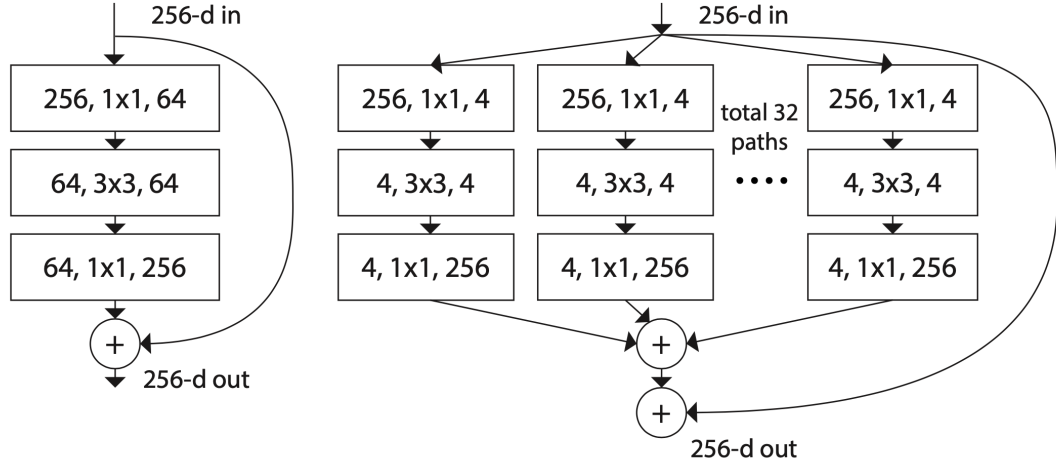 256-d in
256, 1x1, 64
64, 3x3, 64
64, 1x1, 256
+
256-d out
256-d in
256, 1x1, 4
256, 1x1, 4
total 32
paths
256, 1x1, 4
4, 3x3, 4
4, 3x3, 4
....
4, 3x3, 4
4, 1x1, 256
4, 1x1, 256
4, 1x1, 256
+
+
256-d out